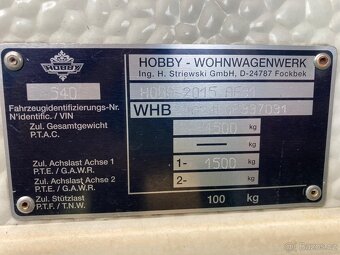 HOBBY
HOBBY - WOHNWAGENWERK
Ing. H. Striewski GmbH, D-24787 Fockbek
540
Fahrzeugidentifizierungs-Nr.
N°identific. / VIN
WHB
Zul. Gesamtgewicht
P.T.A.C.
1500 kg
— kg
Zul. Achslast Achse 1
P.T.E. / G.A.W.R.
1- 1500 kg
Zul. Achslast Achse 2
P.T.E. / G.A.W.R.
2- kg
Zul. Stützlast
P.T.F. / T.N.W.
100 kg